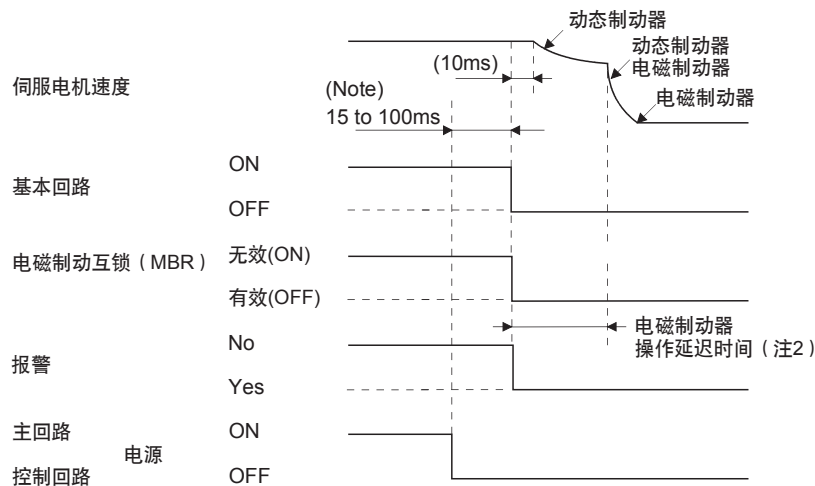 动态制动器
动态制动器
电磁制动器
(10ms)
伺服电机速度
(Note)
电磁制动器
15 to 100ms
ON
基本回路
OFF
电磁制动互锁（MBR） 无效(ON)
有效(OFF)
电磁制动器
No
操作延迟时间（注2）
报警
Yes
主回路 ON
电源
控制回路 OFF